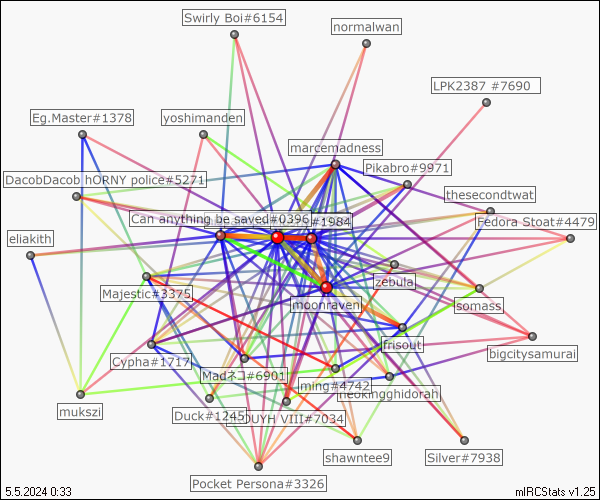 Swirly Boi#6154
normalwan
LPK2387 #7690
Eg.Master#1378
yoshimanden
marcemadness
Pikabro#9971
DacobDacob hORNY police#5271
thesecondtwat
Can anything be saved#0396
#1984
Fedora Stoat#4479
eliakith
zebula
Majestic#3375
moonraven
somass
frisout
bigcitysamurai
Cypha#1717
Madネコ#6901
ming#4742
neokingghidorah
mukszi
Duck#1245
OUYH VIII#7034
shawntee9
Silver#7938
Pocket Persona#3326
5.5.2024 0:33
mIRCStats v1.25